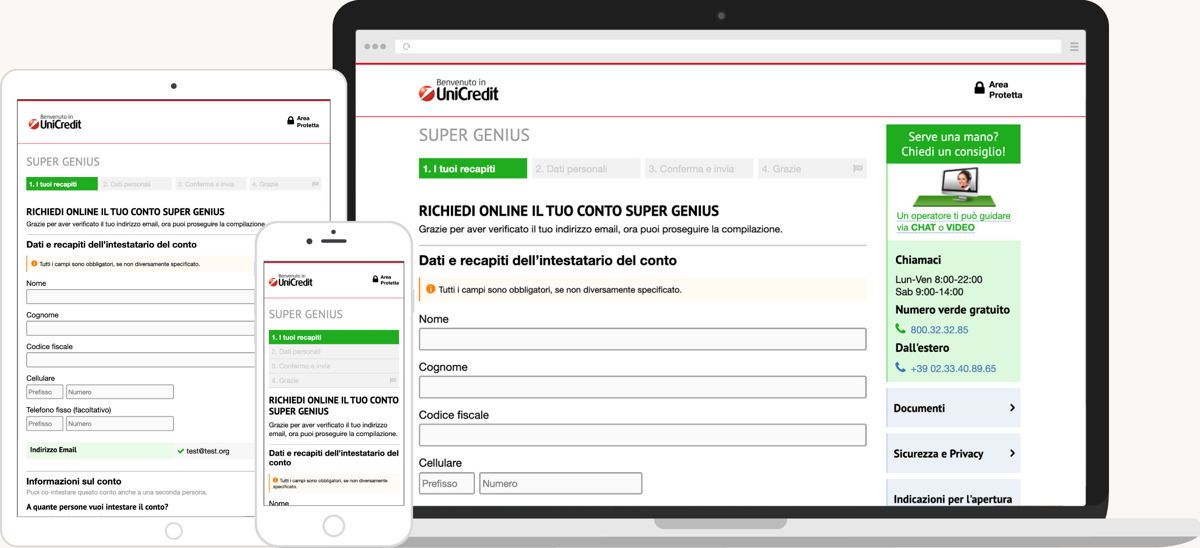 Benvenuto in
UniCredit
Area
Protetta
SUPER GENIUS
1. I tuoi recapiti
2. Dati personali
3. Conferma e invia
4. Grazie
RICHIEDI ONLINE IL TUO CONTO SUPER GENIUS
Grazie per aver verificato il tuo indirizzo email, ora puoi proseguire la compilazione.
Dati e recapiti dell'intestatario del conto
Tutti i campi sono obbligatori, se non diversamente specificato.
Nome
Cognome
Codice fiscale
Cellulare
Prefisso
Numero
Telefono fisso (facoltativo)
Prefisso
Numero
Indirizzo Email
test@test.org
Informazioni sul conto
Puoi co-intestare questo conto anche a una seconda persona.
A quante persone vuoi intestare il conto?
Benvenuto in
UniCredit
Area
Protetta
SUPER GENIUS
1. I tuoi recapiti
2. Dati personali
3. Conferma e invia
4. Grazie
RICHIEDI ONLINE IL TUO CONTO
SUPER GENIUS
Grazie per aver verificato il tuo indirizzo
email, ora puoi proseguire la compilazione.
Dati e recapiti dell'intestatario del
conto
Tutti i campi sono obbligatori, se non diversamente
specificato.
Nome
Benvenuto in
UniCredit
Area
Protetta
SUPER GENIUS
1. I tuoi recapiti
2. Dati personali
3. Conferma e invia
4. Grazie
RICHIEDI ONLINE IL TUO CONTO SUPER GENIUS
Grazie per aver verificato il tuo indirizzo email, ora puoi proseguire la compilazione.
Dati e recapiti dell'intestatario del conto
Tutti i campi sono obbligatori, se non diversamente specificato.
Nome
Cognome
Codice fiscale
Cellulare
Prefisso
Numero
Serve una mano?
Chiedi un consiglio!
Un operatore ti può guidare
via CHAT o VIDEO
Chiamaci
Lun-Ven 8:00-22:00
Sab 9:00-14:00
Numero verde gratuito
800.32.32.85
Dall'estero
+39 02.33.40.89.65
Documenti
Sicurezza e Privacy
Indicazioni per l'apertura